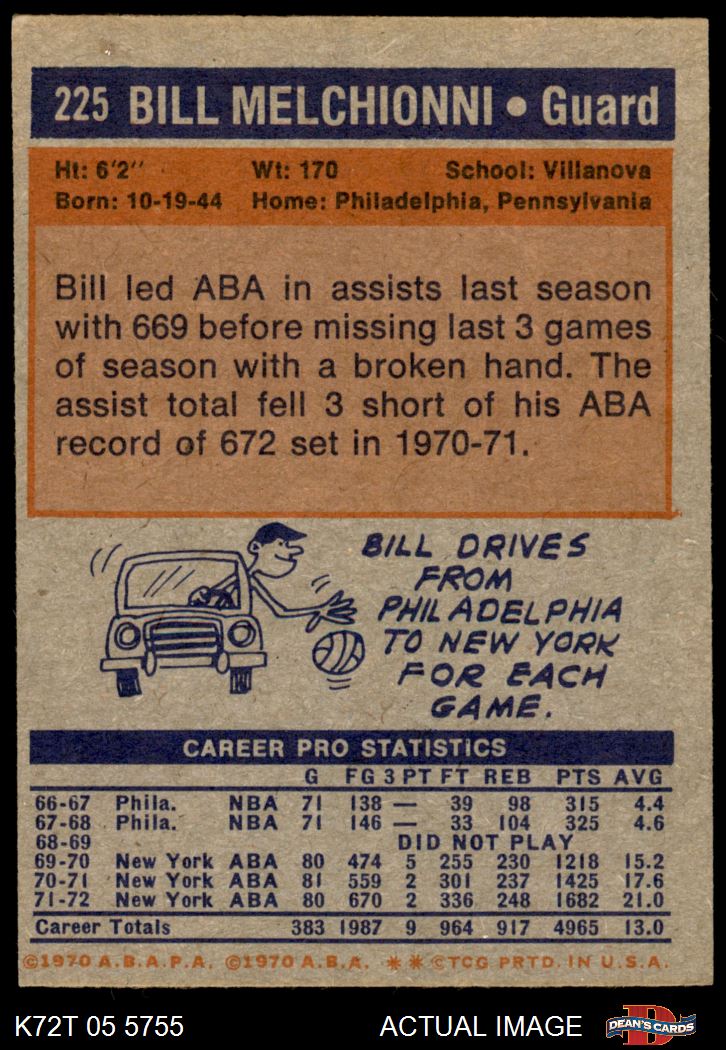 225 BILL MELCHIONNI • Guard
Ht: 6'2" Wt: 170 School: Villanova
Born: 10-19-44 Home: Philadelphia, Pennsylvania
Bill led ABA in assists last season
with 669 before missing last 3 games
of season with a broken hand. The
assist total fell 3 short of his ABA
record of 672 set in 1970-71.
BILL DRIVES
FROM
PHILADELPHIA
TO NEW YORK
FOR EACH
GAME.
CAREER PRO STATISTICS
G FG 3 PT FT REB PTS AVG
66-67 Phila. NBA 71 138 — 39 98 315 4.4
67-68 Phila. NBA 71 146 — 33 104 325 4.6
68-69 DID NOT PLAY
69-70 New York ABA 80 474 5 255 230 1218 15.2
70-71 New York ABA 81 559 2 301 237 1425 17.6
71-72 New York ABA 80 670 2 336 248 1682 21.0
Career Totals 383 1987 9 964 917 4965 13.0
©1970 A.B.A.P.A. ©1970 A.B.A. ** ©TCG PRTD. IN U.S.A.
K72T 05 5755 ACTUAL IMAGE D DEAN'S CARDS